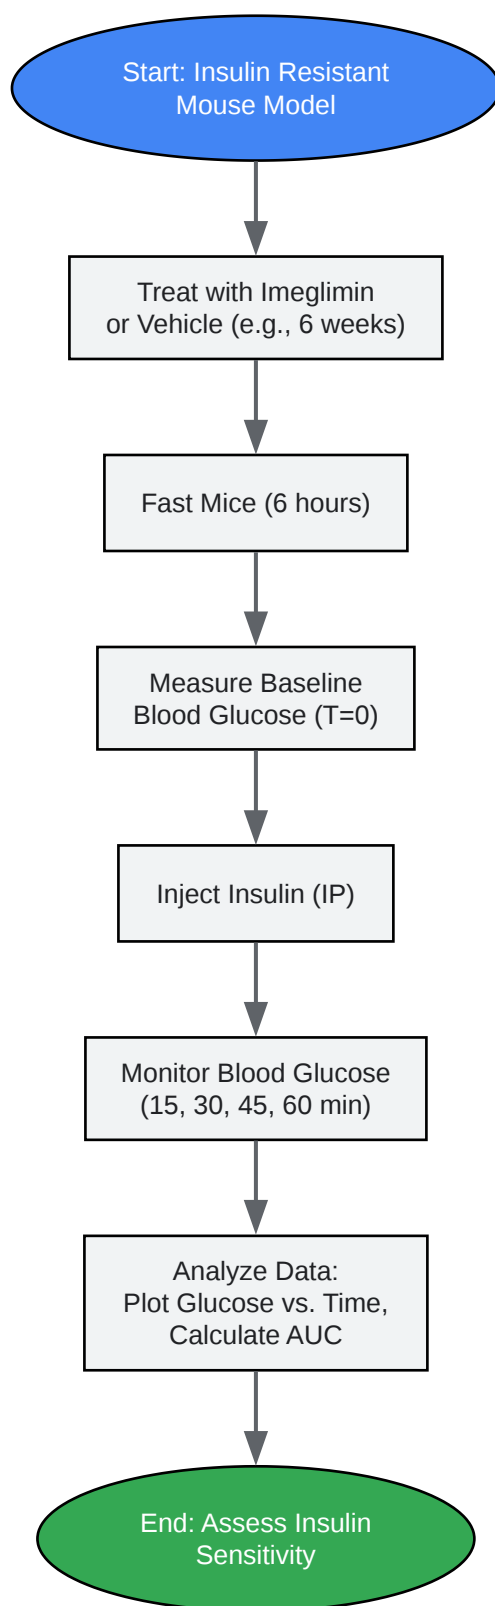 Start: Insulin Resistant
Mouse Model
Treat with Imeglimin
or Vehicle (e.g., 6 weeks)
Fast Mice (6 hours)
Measure Baseline
Blood Glucose (T=0)
Inject Insulin (IP)
Monitor Blood Glucose
(15, 30, 45, 60 min)
Analyze Data:
Plot Glucose vs. Time,
Calculate AUC
End: Assess Insulin
Sensitivity